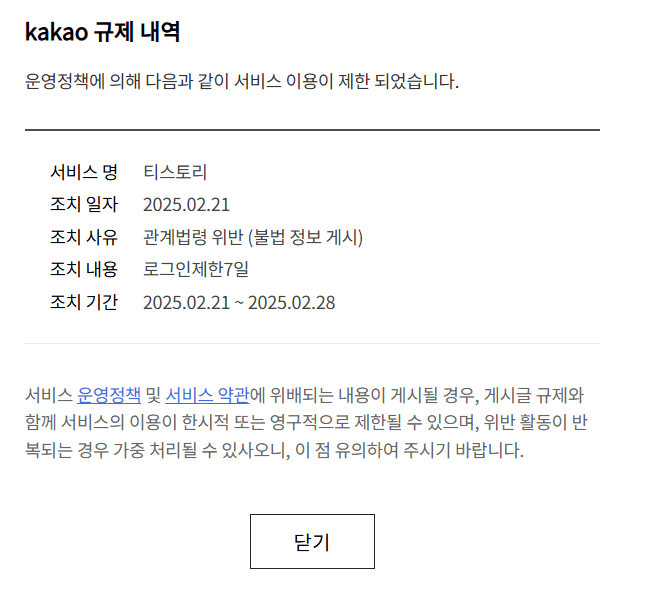 kakao 규제 내역
운영정책에 의해 다음과 같이 서비스 이용이 제한 되었습니다.
서비스 명 티스토리
조치 일자 2025.02.21
조치 사유 관계법령 위반 (불법 정보 게시)
조치 내용 로그인제한7일
조치 기간 2025.02.21 ~ 2025.02.28
서비스 운영정책 및 서비스 약관에 위배되는 내용이 게시될 경우, 게시글 규제와
함께 서비스의 이용이 한시적 또는 영구적으로 제한될 수 있으며, 위반 활동이 반
복되는 경우 가중 처리될 수 있사오니, 이 점 유의하여 주시기 바랍니다.
닫기